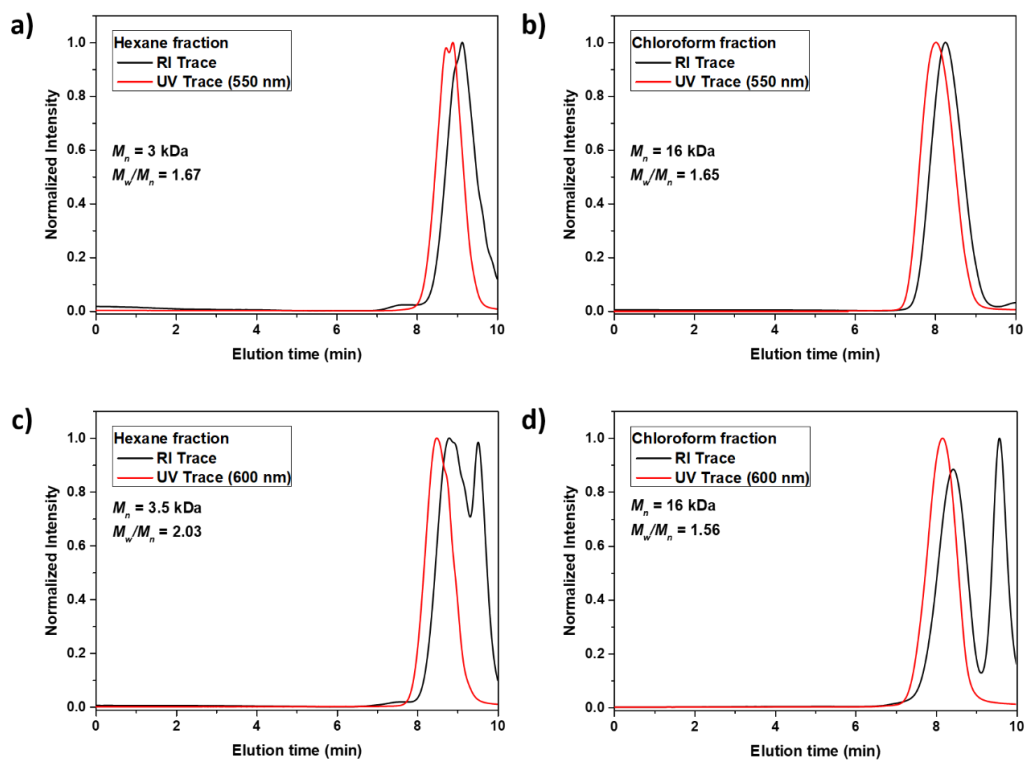 a)
Hexane fraction
RI Trace
UV Trace (550 nm)
Mn = 3 kDa
Mw/Mn = 1.67
Normalized Intensity
1.0
0.8
0.6
0.4
0.2
0.0
0 2 4 6 8 10
Elution time (min)
b)
Chloroform fraction
RI Trace
UV Trace (550 nm)
Mn = 16 kDa
Mw/Mn = 1.65
Normalized Intensity
1.0
0.8
0.6
0.4
0.2
0.0
0 2 4 6 8 10
Elution time (min)
c)
Hexane fraction
RI Trace
UV Trace (600 nm)
Mn = 3.5 kDa
Mw/Mn = 2.03
Normalized Intensity
1.0
0.8
0.6
0.4
0.2
0.0
0 2 4 6 8 10
Elution time (min)
d)
Chloroform fraction
RI Trace
UV Trace (600 nm)
Mn = 16 kDa
Mw/Mn = 1.56
Normalized Intensity
1.0
0.8
0.6
0.4
0.2
0.0
0 2 4 6 8 10
Elution time (min)